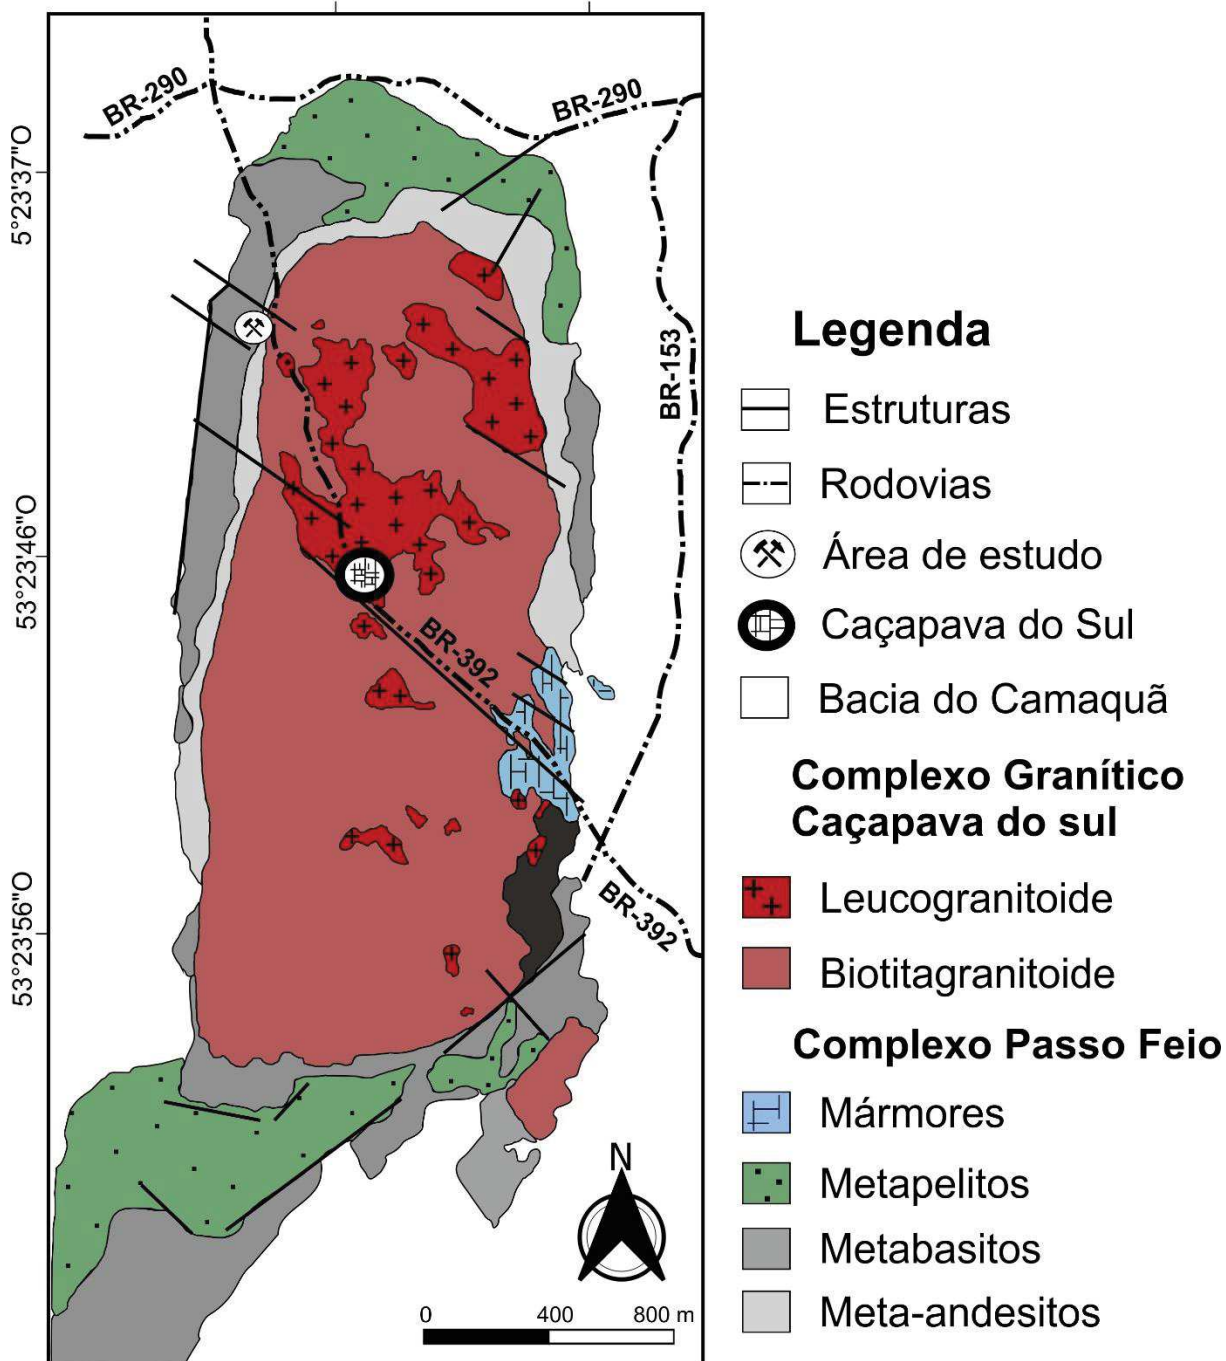 BR-290
BR-290
5°23'37"O
BR-153
53°23'46"O
BR-392
53°23'56"O
BR-392
N
0 400 800 m
Legenda
Estruturas
Rodovias
Área de estudo
Caçapava do Sul
Bacia do Camaquã
Complexo Granítico
Caçapava do sul
Leucogranitoide
Biotitagranitoide
Complexo Passo Feio
Mármores
Metapelitos
Metabasitos
Meta-andesitos